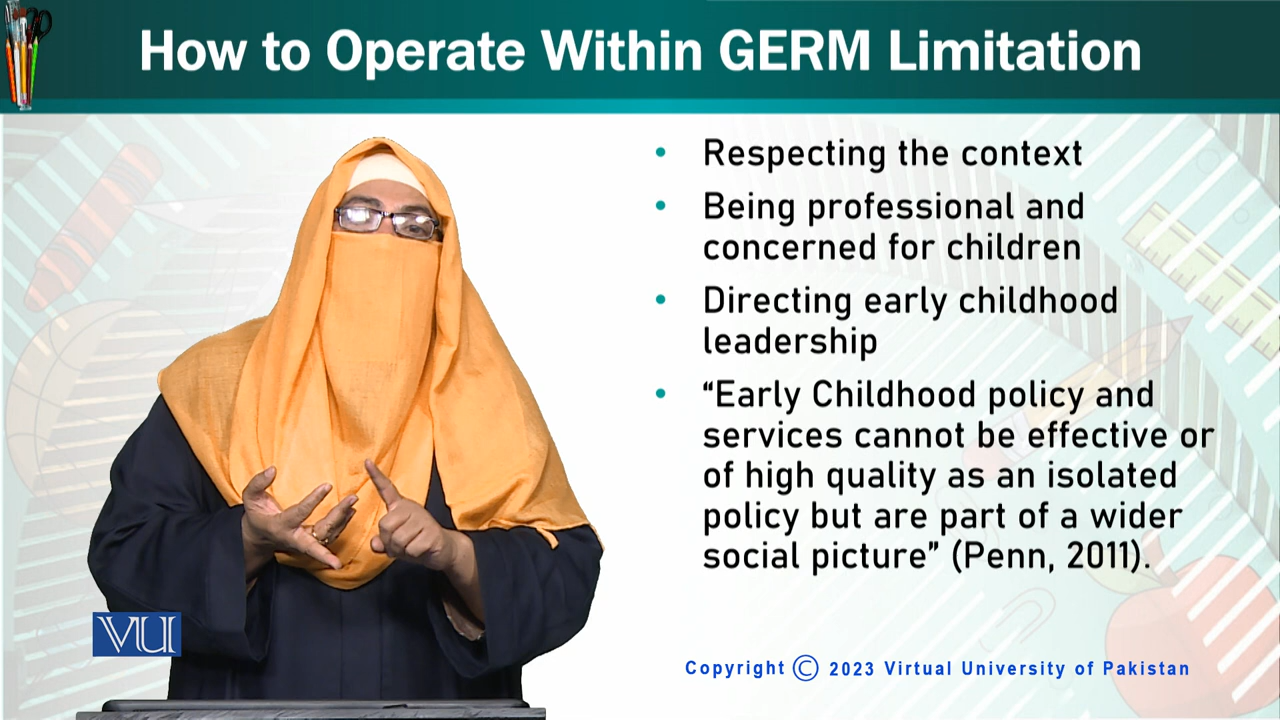 How to Operate Within GERM Limitation
• Respecting the context
• Being professional and
concerned for children
• Directing early childhood
leadership
• “Early Childhood policy and
services cannot be effective or
of high quality as an isolated
policy but are part of a wider
social picture” (Penn, 2011).
VU
Copyright © 2023 Virtual University of Pakistan